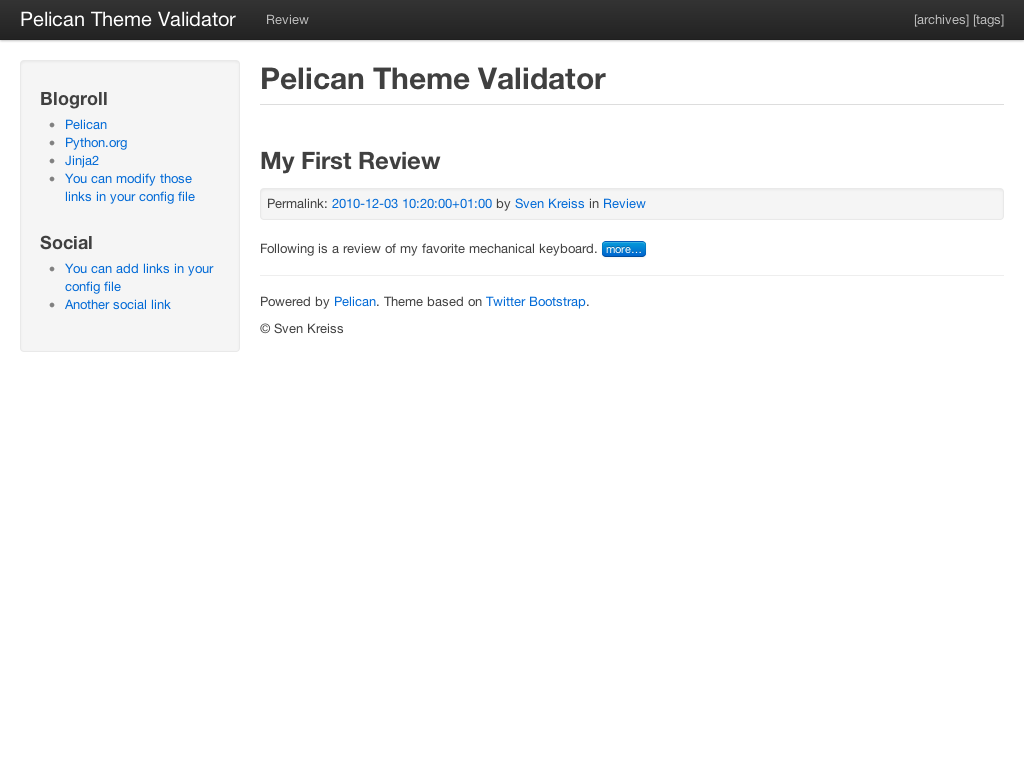 Pelican Theme Validator Review [archives] [tags]
Blogroll
Pelican
Python.org
Jinja2
You can modify those
links in your config file
Social
You can add links in your
config file
Another social link
Pelican Theme Validator
My First Review
Permalink: 2010-12-03 10:20:00+01:00 by Sven Kreiss in Review
Following is a review of my favorite mechanical keyboard. more...
Powered by Pelican. Theme based on Twitter Bootstrap.
© Sven Kreiss